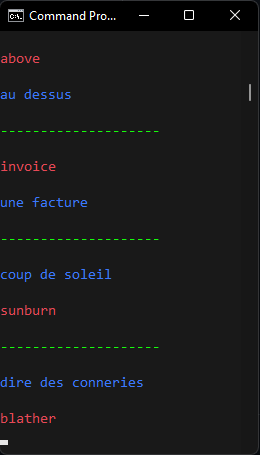 Command Pro...
above
au dessus
--------------------
invoice
une facture
--------------------
coup de soleil
sunburn
--------------------
dire des conneries
blather